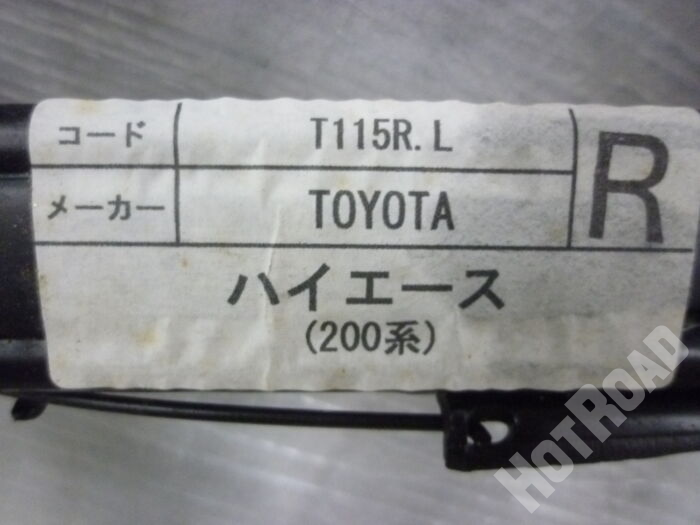 コード T115R.L R
メーカー TOYOTA
ハイエース
(200系)
HOTROAD